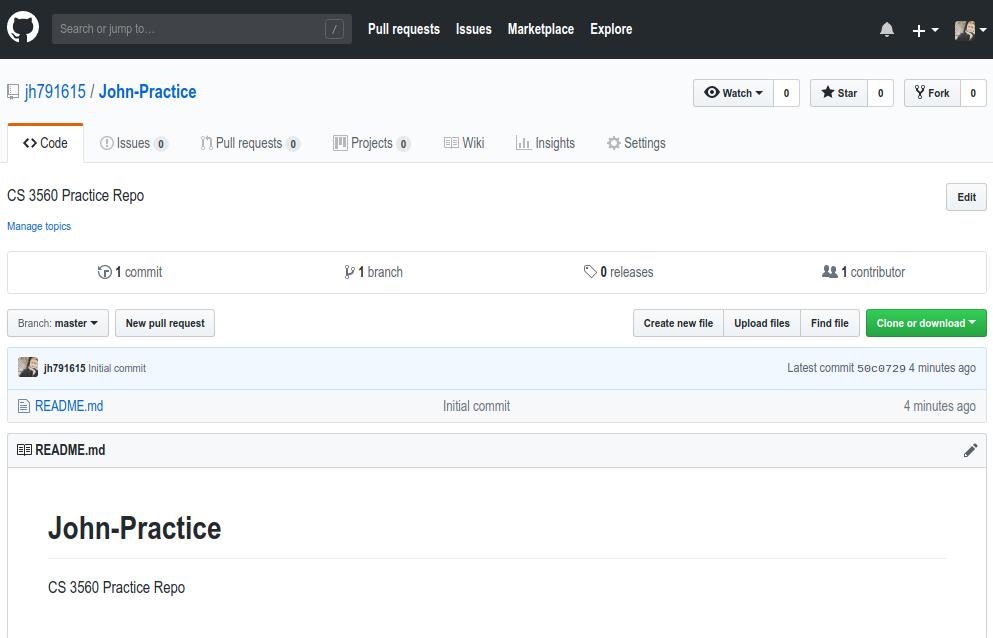 Search or jump to… / Pull requests Issues Marketplace Explore
jh791615 / John-Practice Watch 0 Star 0 Fork 0
Code Issues 0 Pull requests 0 Projects 0 Wiki Insights Settings
CS 3560 Practice Repo Edit
Manage topics
1 commit 1 branch 0 releases 1 contributor
Branch: master New pull request Create new file Upload files Find file Clone or download
jh791615 Initial commit Latest commit 50c0729 4 minutes ago
README.md Initial commit 4 minutes ago
README.md
John-Practice
CS 3560 Practice Repo